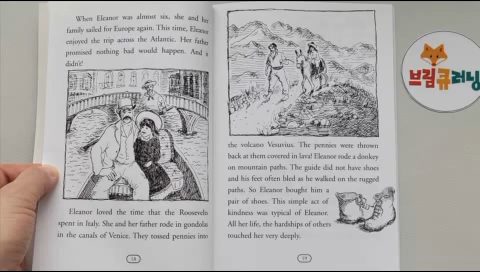 When Eleanor was almost six, she and her
family sailed for Europe again. This time, Eleanor
enjoyed the trip across the Atlantic. Her father
promised nothing bad would happen. And it
didn't!
Eleanor loved the time that the Roosevelts
spent in Italy. She and her father rode in gondolas
in the canals of Venice. They tossed pennies into
18
the volcano Vesuvius. The pennies were thrown
back at them covered in lava! Eleanor rode a donkey
on mountain paths. The guide did not have shoes
and his feet often bled as he walked on the rugged
paths. So Eleanor bought him a
pair of shoes. This simple act of
kindness was typical of Eleanor.
All her life, the hardships of others
touched her very deeply.
19
브림큐
러닝